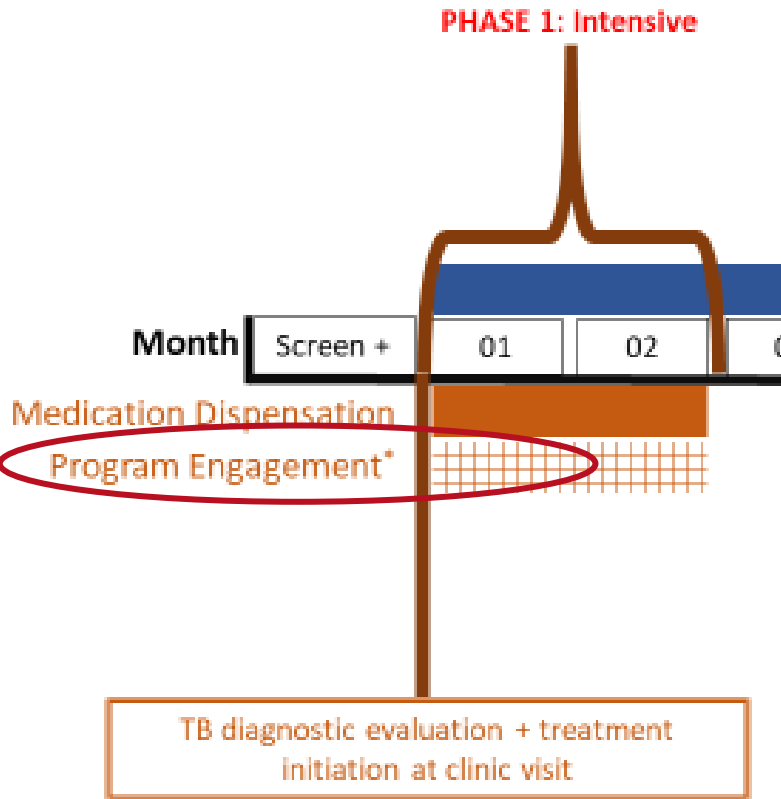 PHASE 1: Intensive
Month Screen + 01 02
Medication Dispensation
Program Engagement*
TB diagnostic evaluation + treatment
initiation at clinic visit